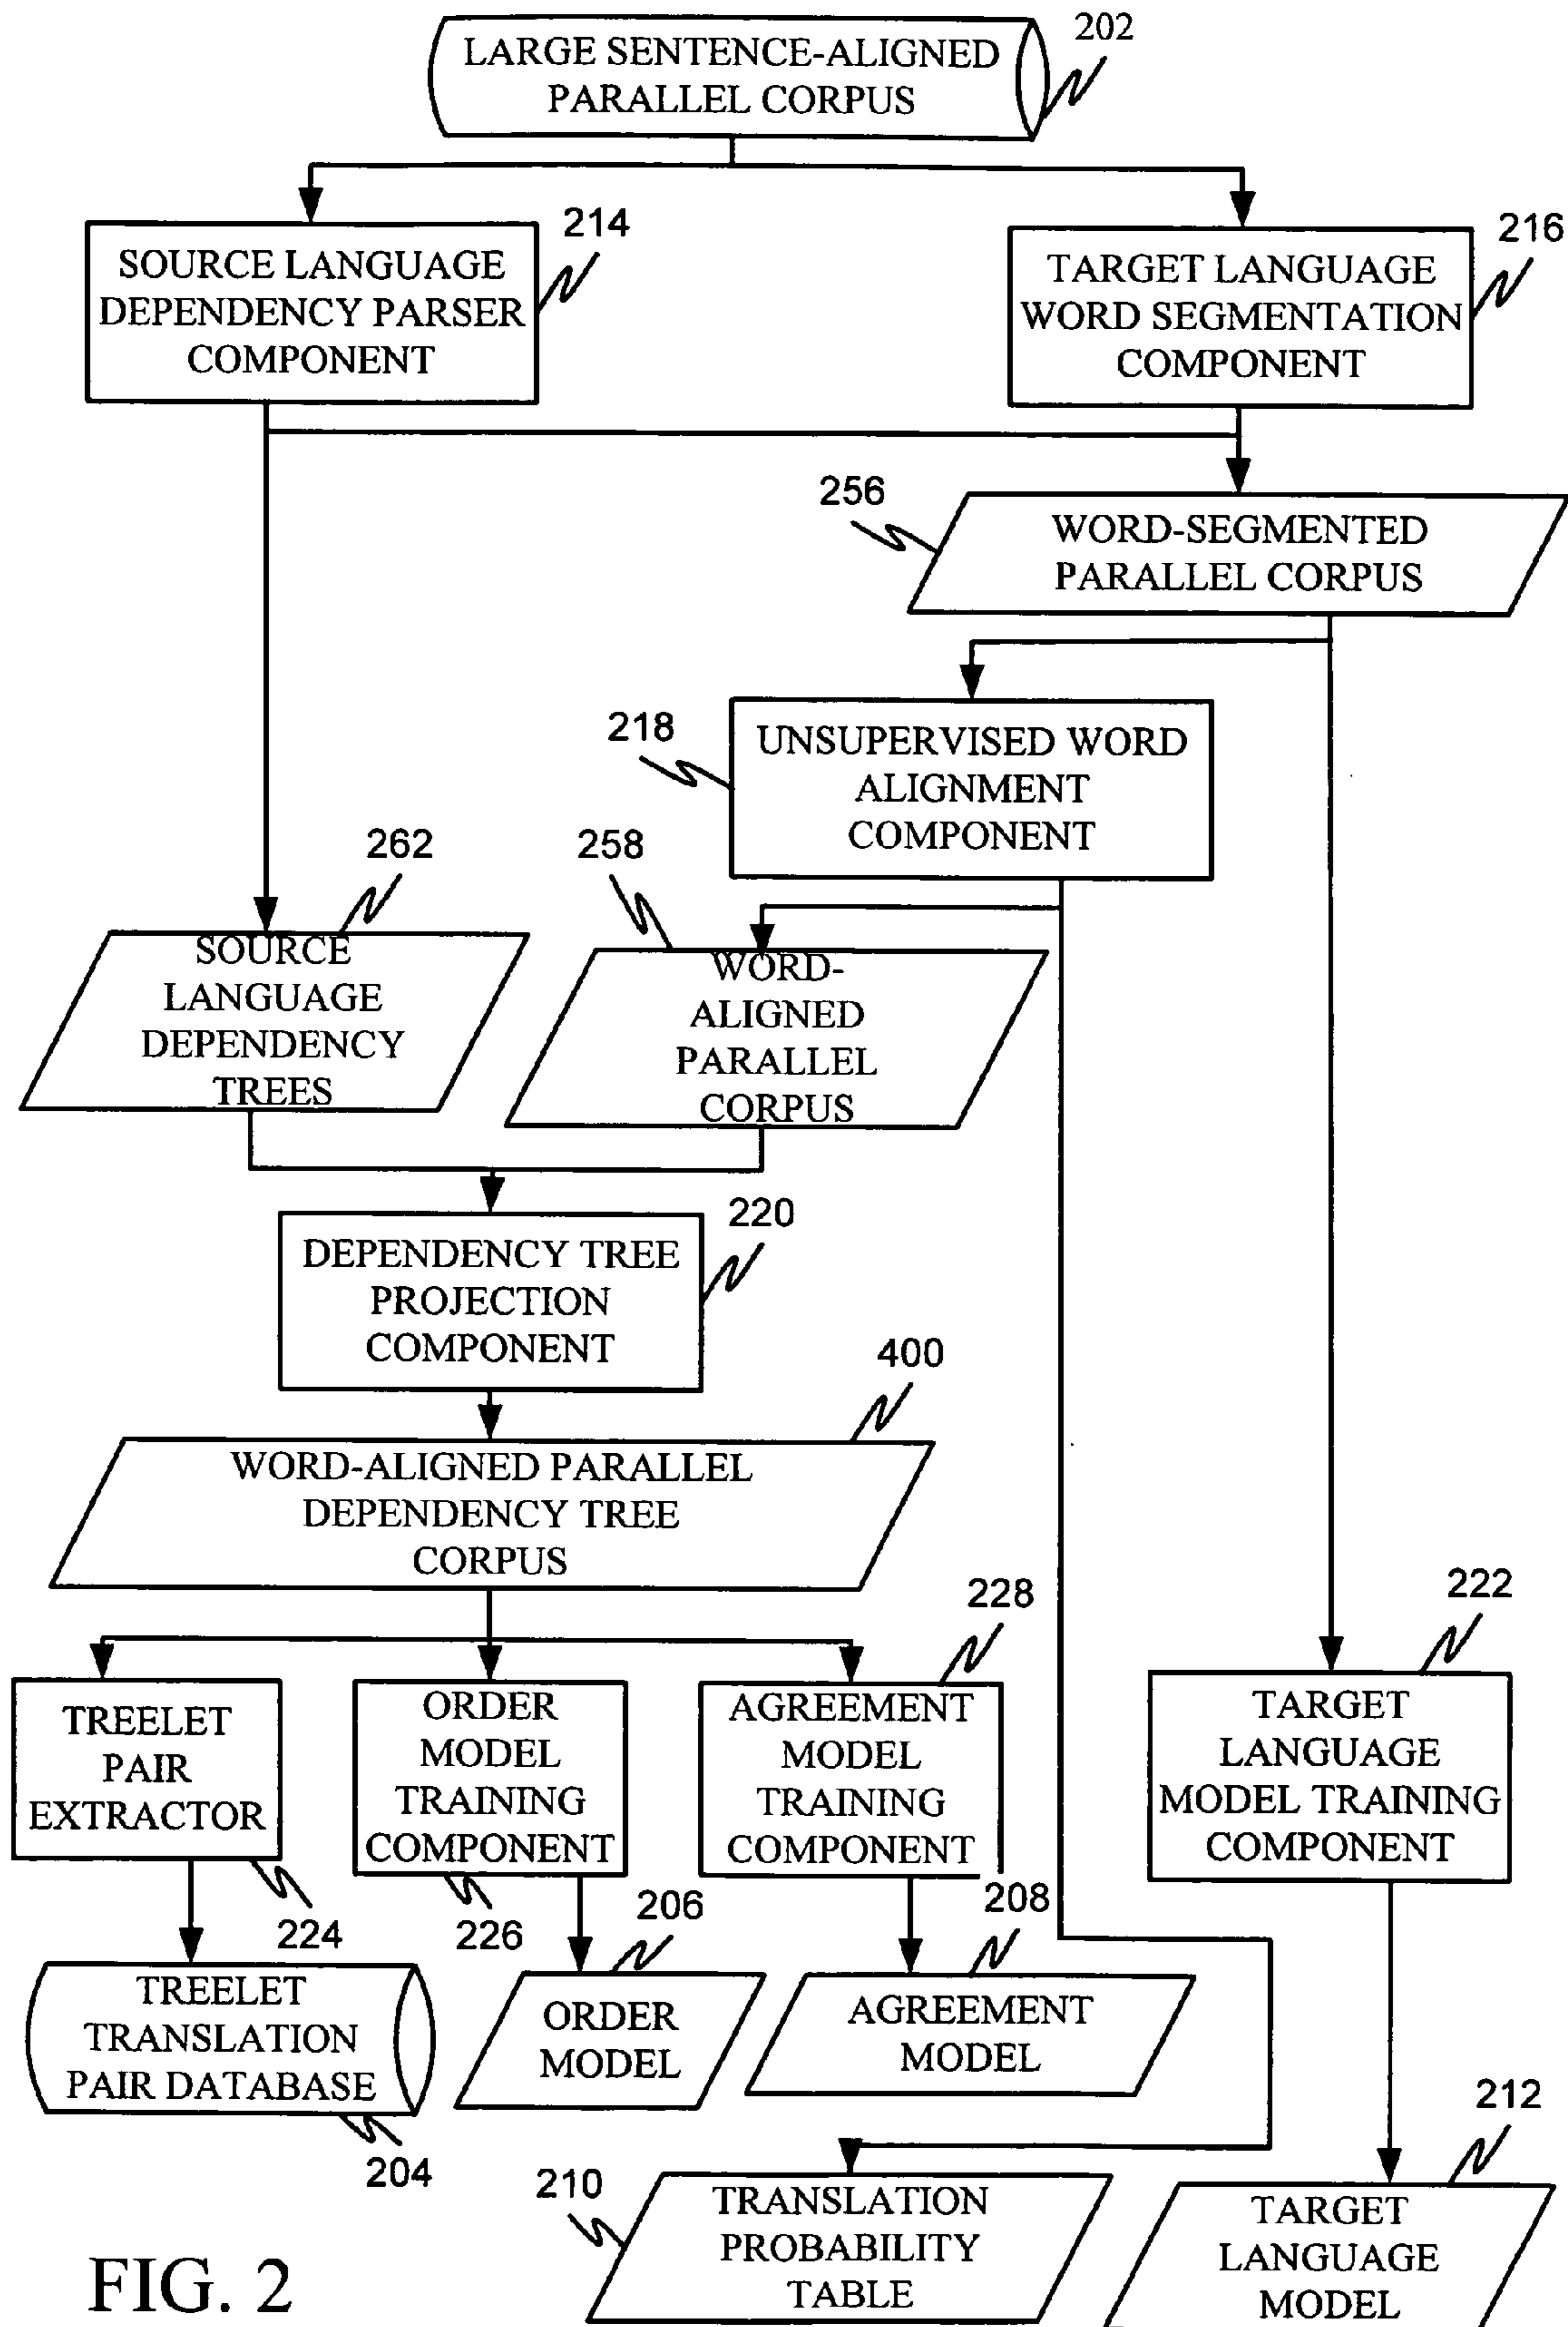 LARGE SENTENCE-ALIGNED
PARALLEL CORPUS
202
SOURCE LANGUAGE
DEPENDENCY PARSER
COMPONENT
214
TARGET LANGUAGE
WORD SEGMENTATION
COMPONENT
216
256
WORD-SEGMENTED
PARALLEL CORPUS
218
UNSUPERVISED WORD
ALIGNMENT
COMPONENT
262
SOURCE
LANGUAGE
DEPENDENCY
TREES
258
WORD-
ALIGNED
PARALLEL
CORPUS
220
DEPENDENCY TREE
PROJECTION
COMPONENT
400
WORD-ALIGNED PARALLEL
DEPENDENCY TREE
CORPUS
TREELET
PAIR
EXTRACTOR
224
ORDER
MODEL
TRAINING
COMPONENT
226
228
AGREEMENT
MODEL
TRAINING
COMPONENT
222
TARGET
LANGUAGE
MODEL TRAINING
COMPONENT
TREELET
TRANSLATION
PAIR DATABASE
204
206
ORDER
MODEL
208
AGREEMENT
MODEL
210
TRANSLATION
PROBABILITY
TABLE
212
TARGET
LANGUAGE
MODEL
FIG. 2